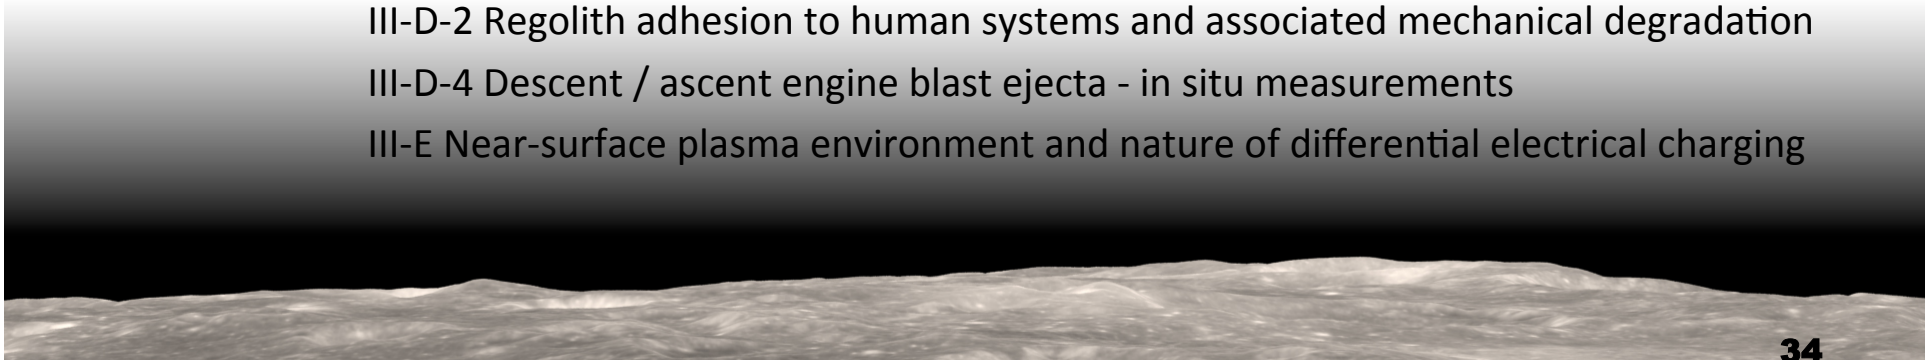 III-D-2 Regolith adhesion to human systems and associated mechanical degradation
III-D-4 Descent / ascent engine blast ejecta - in situ measurements
III-E Near-surface plasma environment and nature of differential electrical charging
34